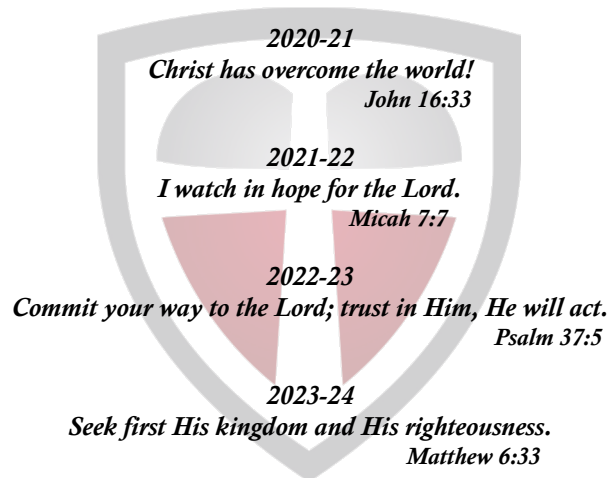 2020-21
Christ has overcome the world!
John 16:33
2021-22
I watch in hope for the Lord.
Micah 7:7
2022-23
Commit your way to the Lord; trust in Him, He will act.
Psalm 37:5
2023-24
Seek first His kingdom and His righteousness.
Matthew 6:33